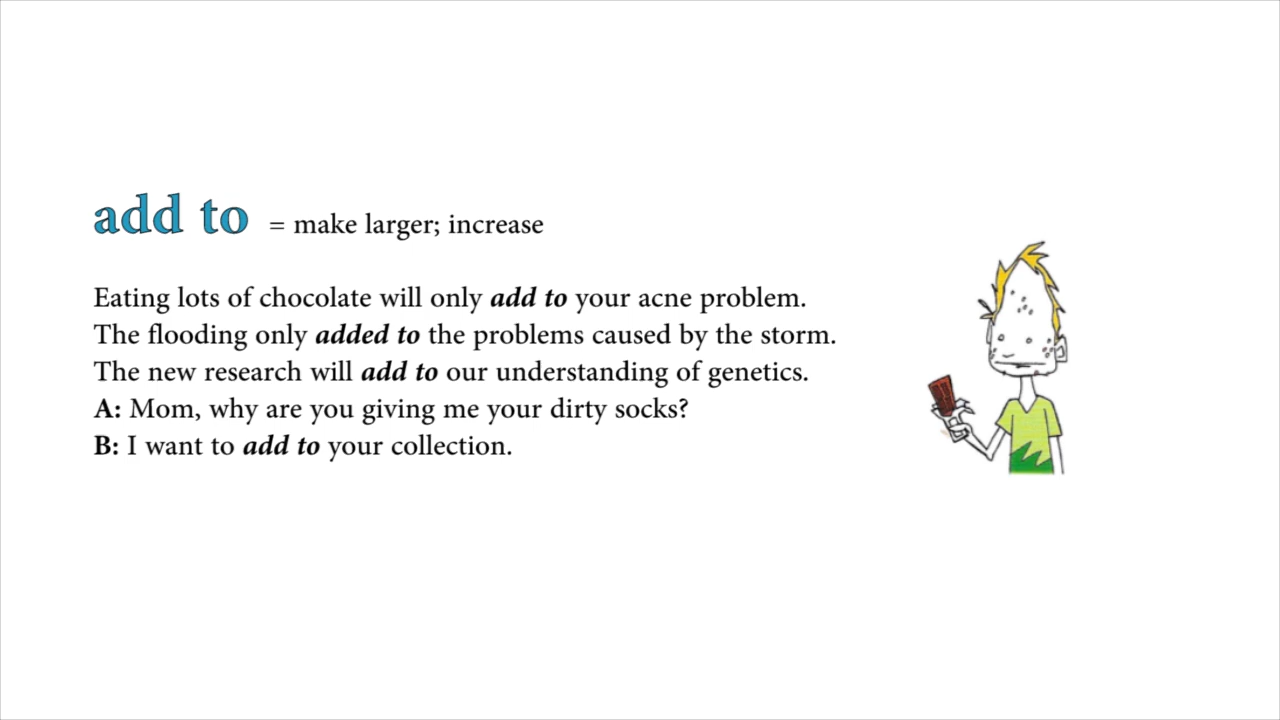 add to = make larger; increase
Eating lots of chocolate will only add to your acne problem.
The flooding only added to the problems caused by the storm.
The new research will add to our understanding of genetics.
A: Mom, why are you giving me your dirty socks?
B: I want to add to your collection.